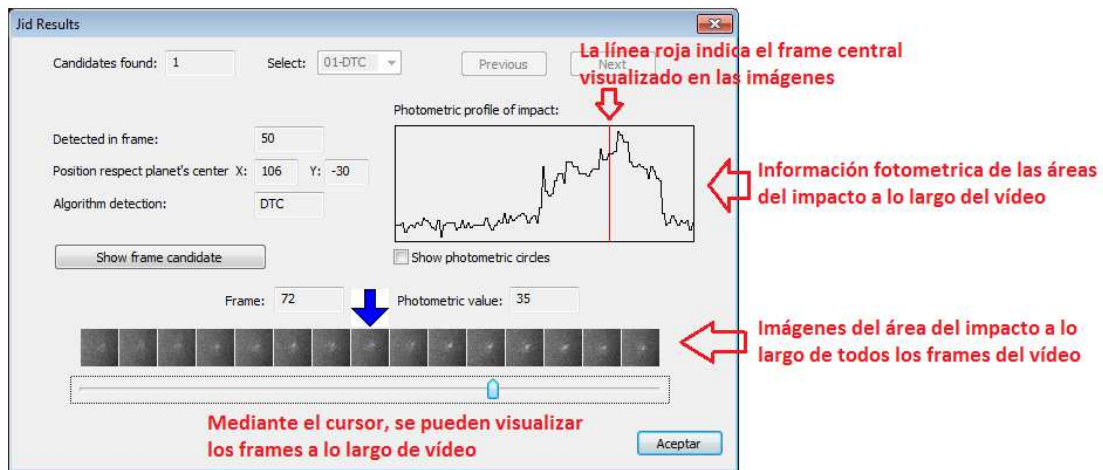 Jid Results
Candidates found: 1 Select: 01-DTC Previous Next
La línea roja indica el frame central
visualizado en las imágenes
Photometric profile of impact:
Detected in frame: 50
Position respect planet's center X: 106 Y: -30
Algorithm detection: DTC
Información fotometrica de las áreas
del impacto a lo largo del vídeo
Show frame candidate
Show photometric circles
Frame: 72 Photometric value: 35
Imágenes del área del impacto a lo
largo de todos los frames del vídeo
Mediante el cursor, se pueden visualizar
los frames a lo largo de vídeo
Aceptar